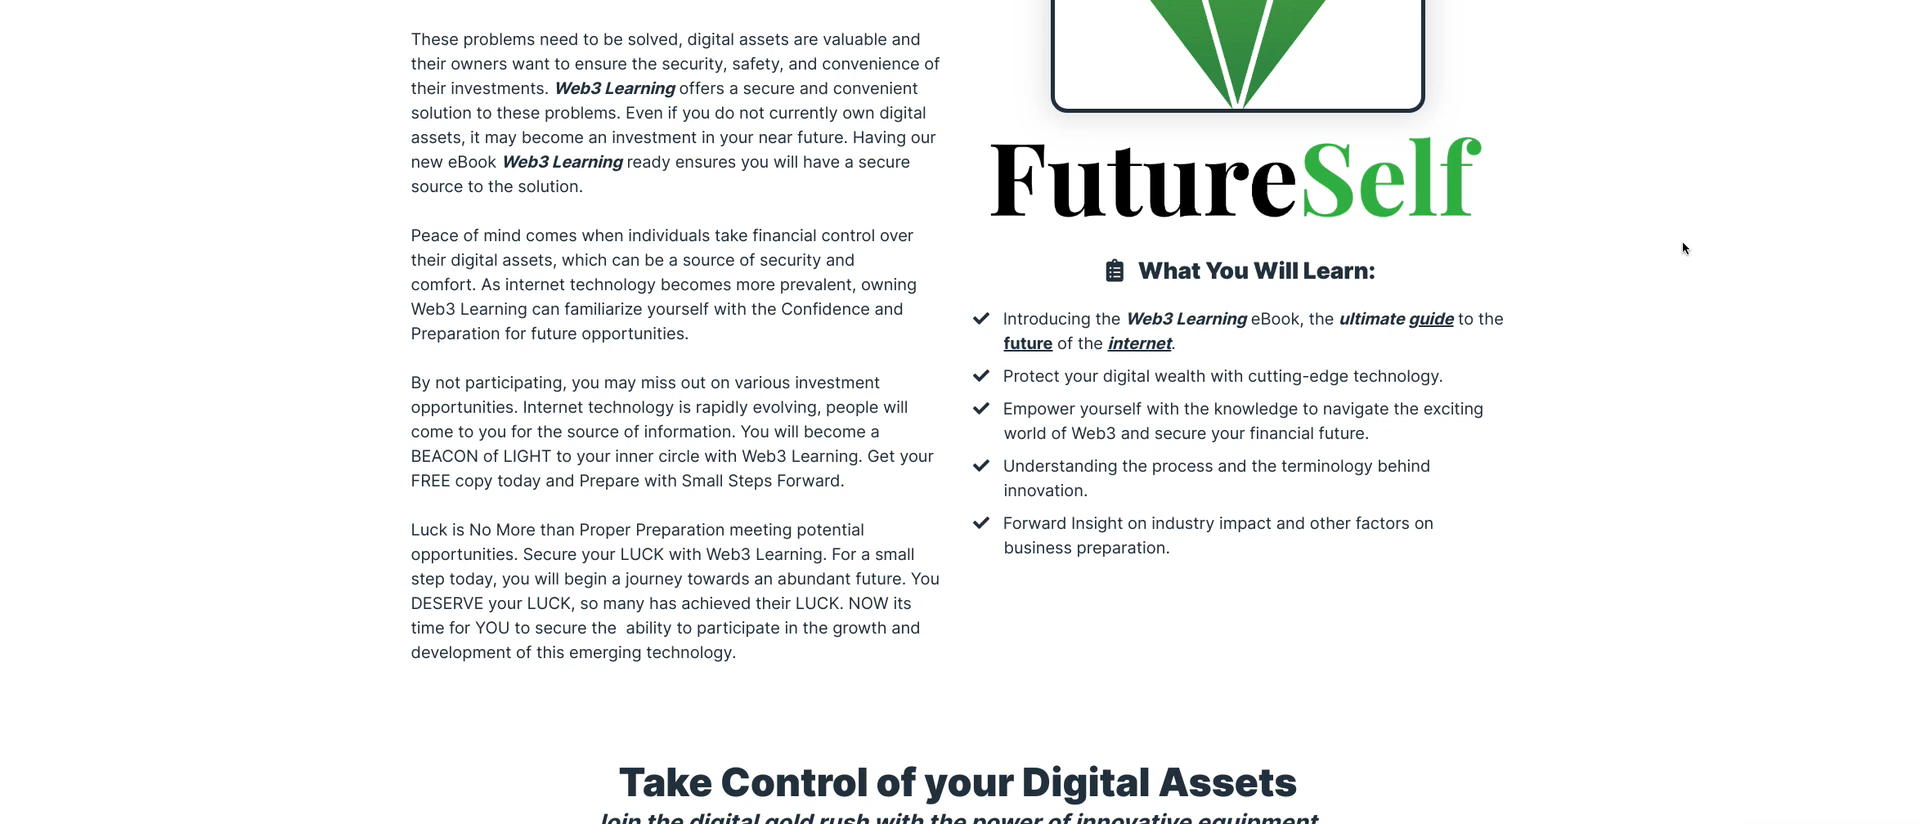 These problems need to be solved, digital assets are valuable and
their owners want to ensure the security, safety, and convenience of
their investments. Web3 Learning offers a secure and convenient
solution to these problems. Even if you do not currently own digital
assets, it may become an investment in your near future. Having our
new eBook Web3 Learning ready ensures you will have a secure
source to the solution.
Peace of mind comes when individuals take financial control over
their digital assets, which can be a source of security and
comfort. As internet technology becomes more prevalent, owning
Web3 Learning can familiarize yourself with the Confidence and
Preparation for future opportunities.
By not participating, you may miss out on various investment
opportunities. Internet technology is rapidly evolving, people will
come to you for the source of information. You will become a
BEACON of LIGHT to your inner circle with Web3 Learning. Get your
FREE copy today and Prepare with Small Steps Forward.
Luck is No More than Proper Preparation meeting potential
opportunities. Secure your LUCK with Web3 Learning. For a small
step today, you will begin a journey towards an abundant future. You
DESERVE your LUCK, so many has achieved their LUCK. NOW its
time for YOU to secure the  ability to participate in the growth and
development of this emerging technology.
FutureSelf
What You Will Learn:
Introducing the Web3 Learning eBook, the ultimate guide to the
future of the internet.
Protect your digital wealth with cutting-edge technology.
Empower yourself with the knowledge to navigate the exciting
world of Web3 and secure your financial future.
Understanding the process and the terminology behind
innovation.
Forward Insight on industry impact and other factors on
business preparation.
Take Control of your Digital Assets
Join the digital gold rush with the power of innovative equipment